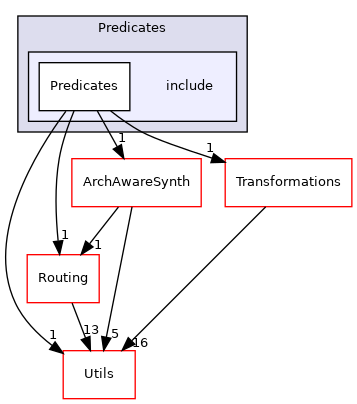 Predicates
Predicates
include
1
1
ArchAwareSynth
Transformations
1
1
Routing
1
13
5
16
Utils